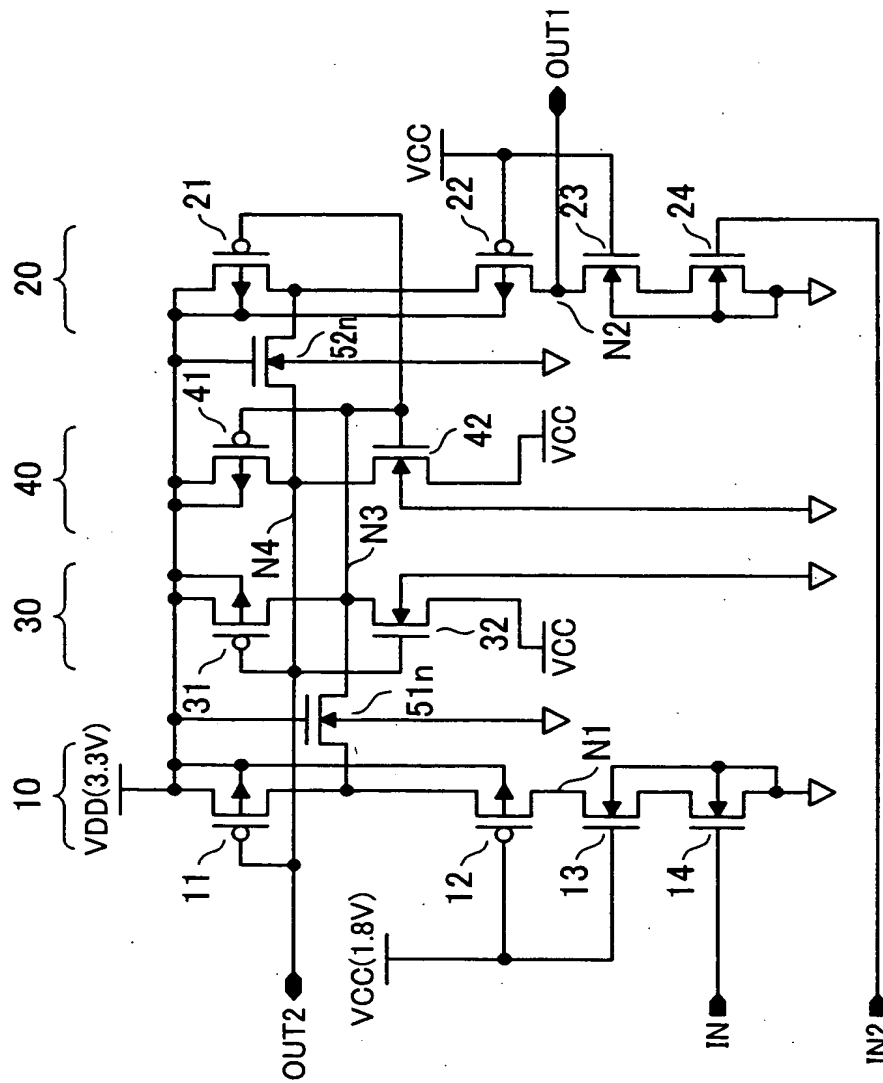 10
30
40
20
VDD(3.3V)
11
31
41
21
N4
52n
VCC
OUT2
N3
51n
32
42
22
OUT1
VCC(1.8V)
12
N1
VCC
VCC
N2
23
13
14
24
IN
IN2